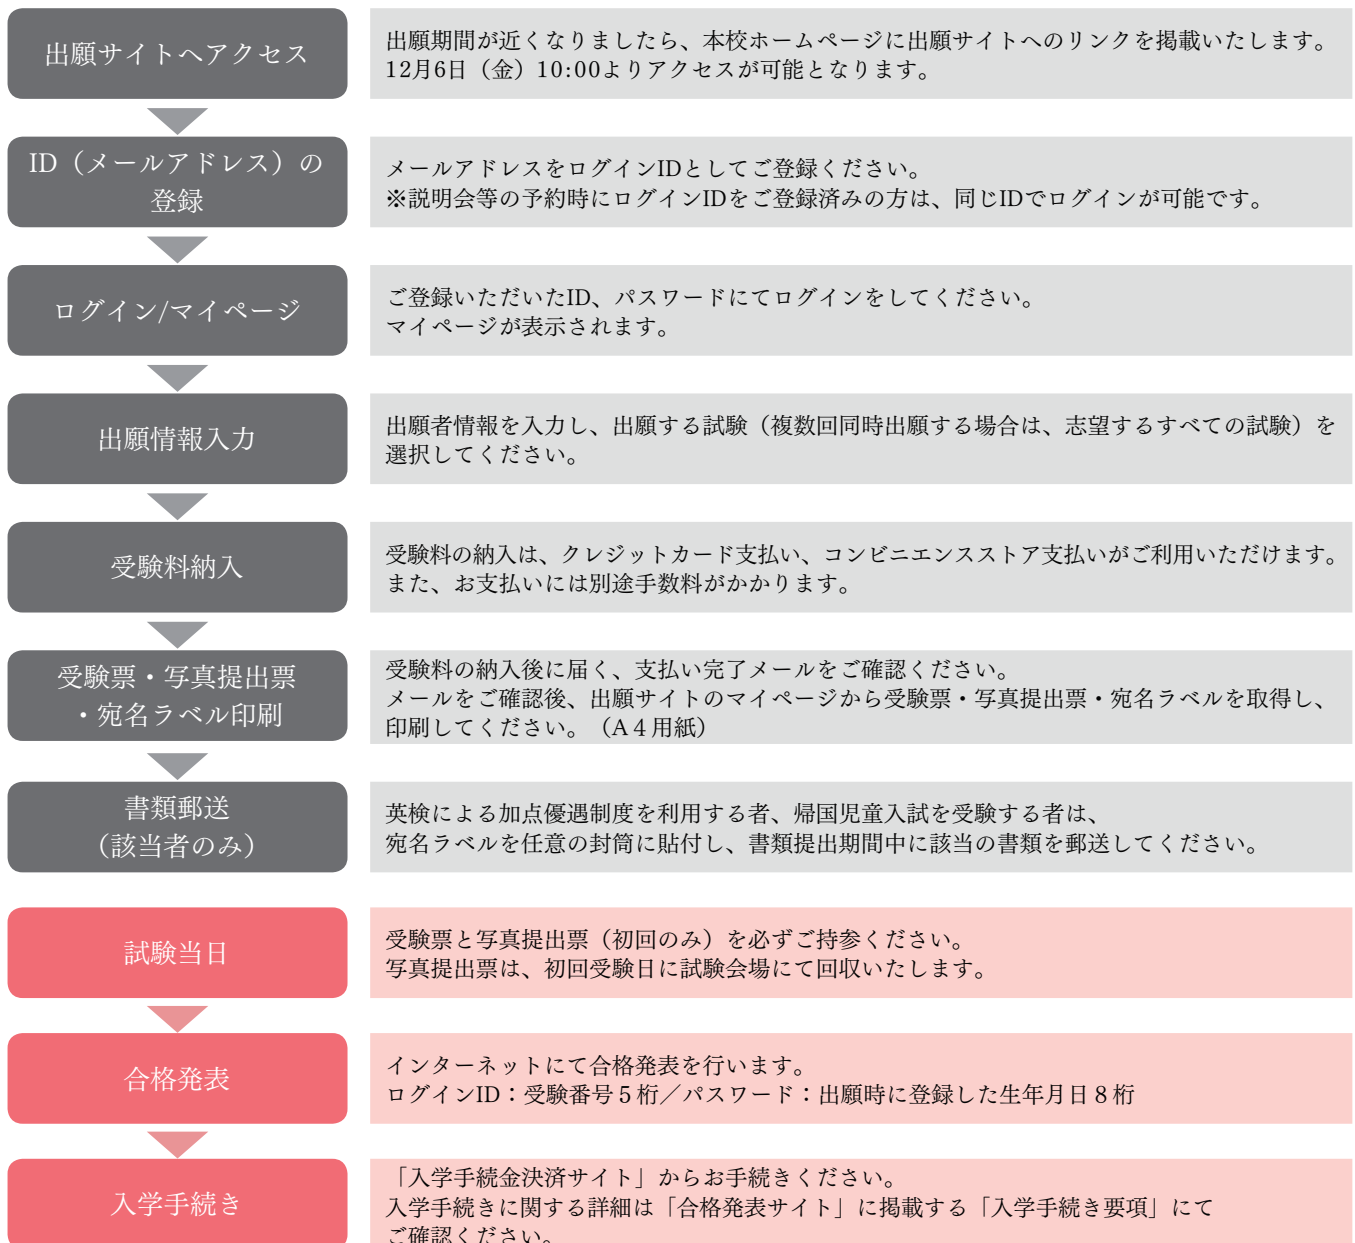 出願サイトへアクセス
出願期間が近くなりましたら、本校ホームページに出願サイトへのリンクを掲載いたします。
12月6日（金）10:00よりアクセスが可能となります。
ID（メールアドレス）の
登録
メールアドレスをログインIDとしてご登録ください。
※説明会等の予約時にログインIDをご登録済みの方は、同じIDでログインが可能です。
ログイン/マイページ
ご登録いただいたID、パスワードにてログインをしてください。
マイページが表示されます。
出願情報入力
出願者情報を入力し、出願する試験（複数回同時出願する場合は、志望するすべての試験）を
選択してください。
受験料納入
受験料の納入は、クレジットカード支払い、コンビニエンスストア支払いがご利用いただけます。
また、お支払いには別途手数料がかかります。
受験票・写真提出票
・宛名ラベル印刷
受験料の納入後に届く、支払い完了メールをご確認ください。
メールをご確認後、出願サイトのマイページから受験票・写真提出票・宛名ラベルを取得し、
印刷してください。（A４用紙）
書類郵送
（該当者のみ）
英検による加点優遇制度を利用する者、帰国児童入試を受験する者は、
宛名ラベルを任意の封筒に貼付し、書類提出期間中に該当の書類を郵送してください。
試験当日
受験票と写真提出票（初回のみ）を必ずご持参ください。
写真提出票は、初回受験日に試験会場にて回収いたします。
合格発表
インターネットにて合格発表を行います。
ログインID：受験番号５桁／パスワード：出願時に登録した生年月日８桁
入学手続き
「入学手続金決済サイト」からお手続きください。
入学手続きに関する詳細は「合格発表サイト」に掲載する「入学手続き要項」にて
ご確認ください。